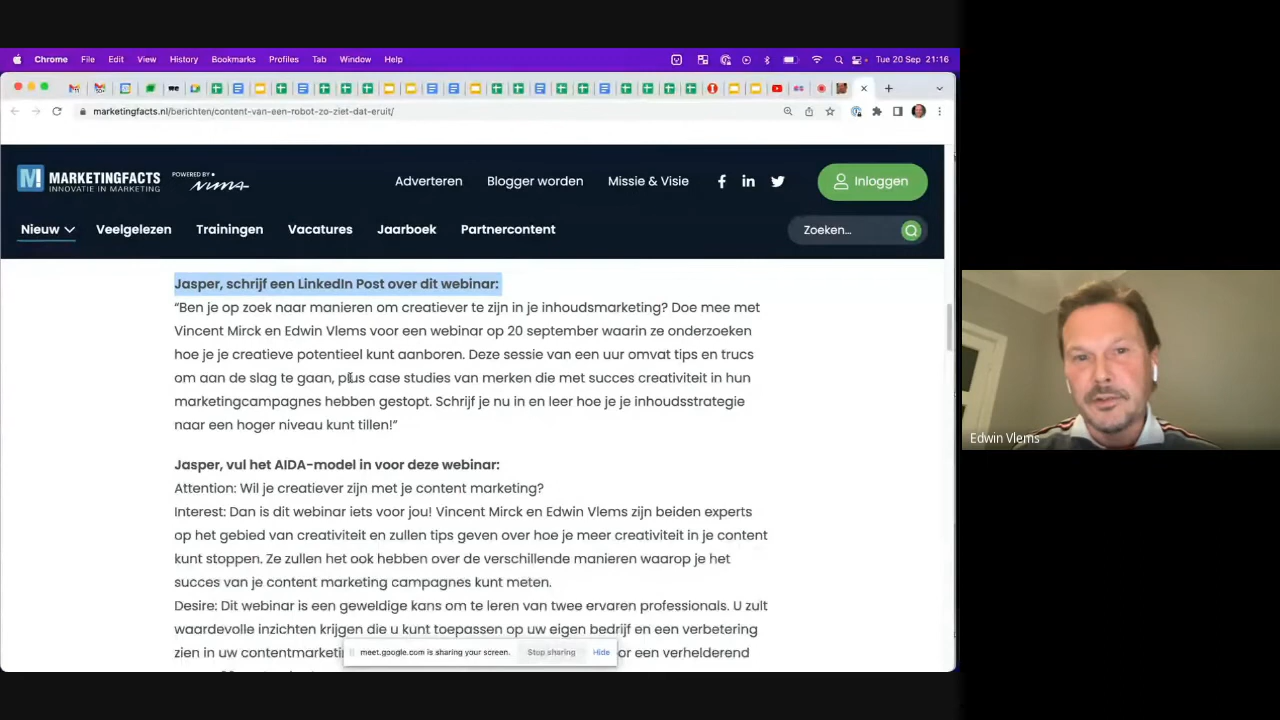 Chrome File Edit View History Bookmarks Profiles Tab Window Help Tue 20 Sep 21:16
marketingfacts.nl/berichten/content-van-een-robot-zo-ziet-dat-eruit/
M! MARKETINGFACTS
INNOVATIE IN MARKETING
POWERED BY
NIMA
Adverteren Blogger worden Missie & Visie Inloggen
Nieuw Veelgelezen Trainingen Vacatures Jaarboek Partnercontent Zoeken...
Jasper, schrijf een LinkedIn Post over dit webinar:
“Ben je op zoek naar manieren om creatiever te zijn in je inhoudsmarketing? Doe mee met
Vincent Mirck en Edwin Vlems voor een webinar op 20 september waarin ze onderzoeken
hoe je je creatieve potentieel kunt aanboren. Deze sessie van een uur omvat tips en trucs
om aan de slag te gaan, plus case studies van merken die met succes creativiteit in hun
marketingcampagnes hebben gestopt. Schrijf je nu in en leer hoe je je inhoudsstrategie
naar een hoger niveau kunt tillen!”
Jasper, vul het AIDA-model in voor deze webinar:
Attention: Wil je creatiever zijn met je content marketing?
Interest: Dan is dit webinar iets voor jou! Vincent Mirck en Edwin Vlems zijn beiden experts
op het gebied van creativiteit en zullen tips geven over hoe je meer creativiteit in je content
kunt stoppen. Ze zullen het ook hebben over de verschillende manieren waarop je het
succes van je content marketing campagnes kunt meten.
Desire: Dit webinar is een geweldige kans om te leren van twee ervaren professionals. U zult
waardevolle inzichten krijgen die u kunt toepassen op uw eigen bedrijf en een verbetering
zien in uw contentmarketin or een verhelderend
meet.google.com is sharing your screen. Stop sharing Hide
Edwin Vlems